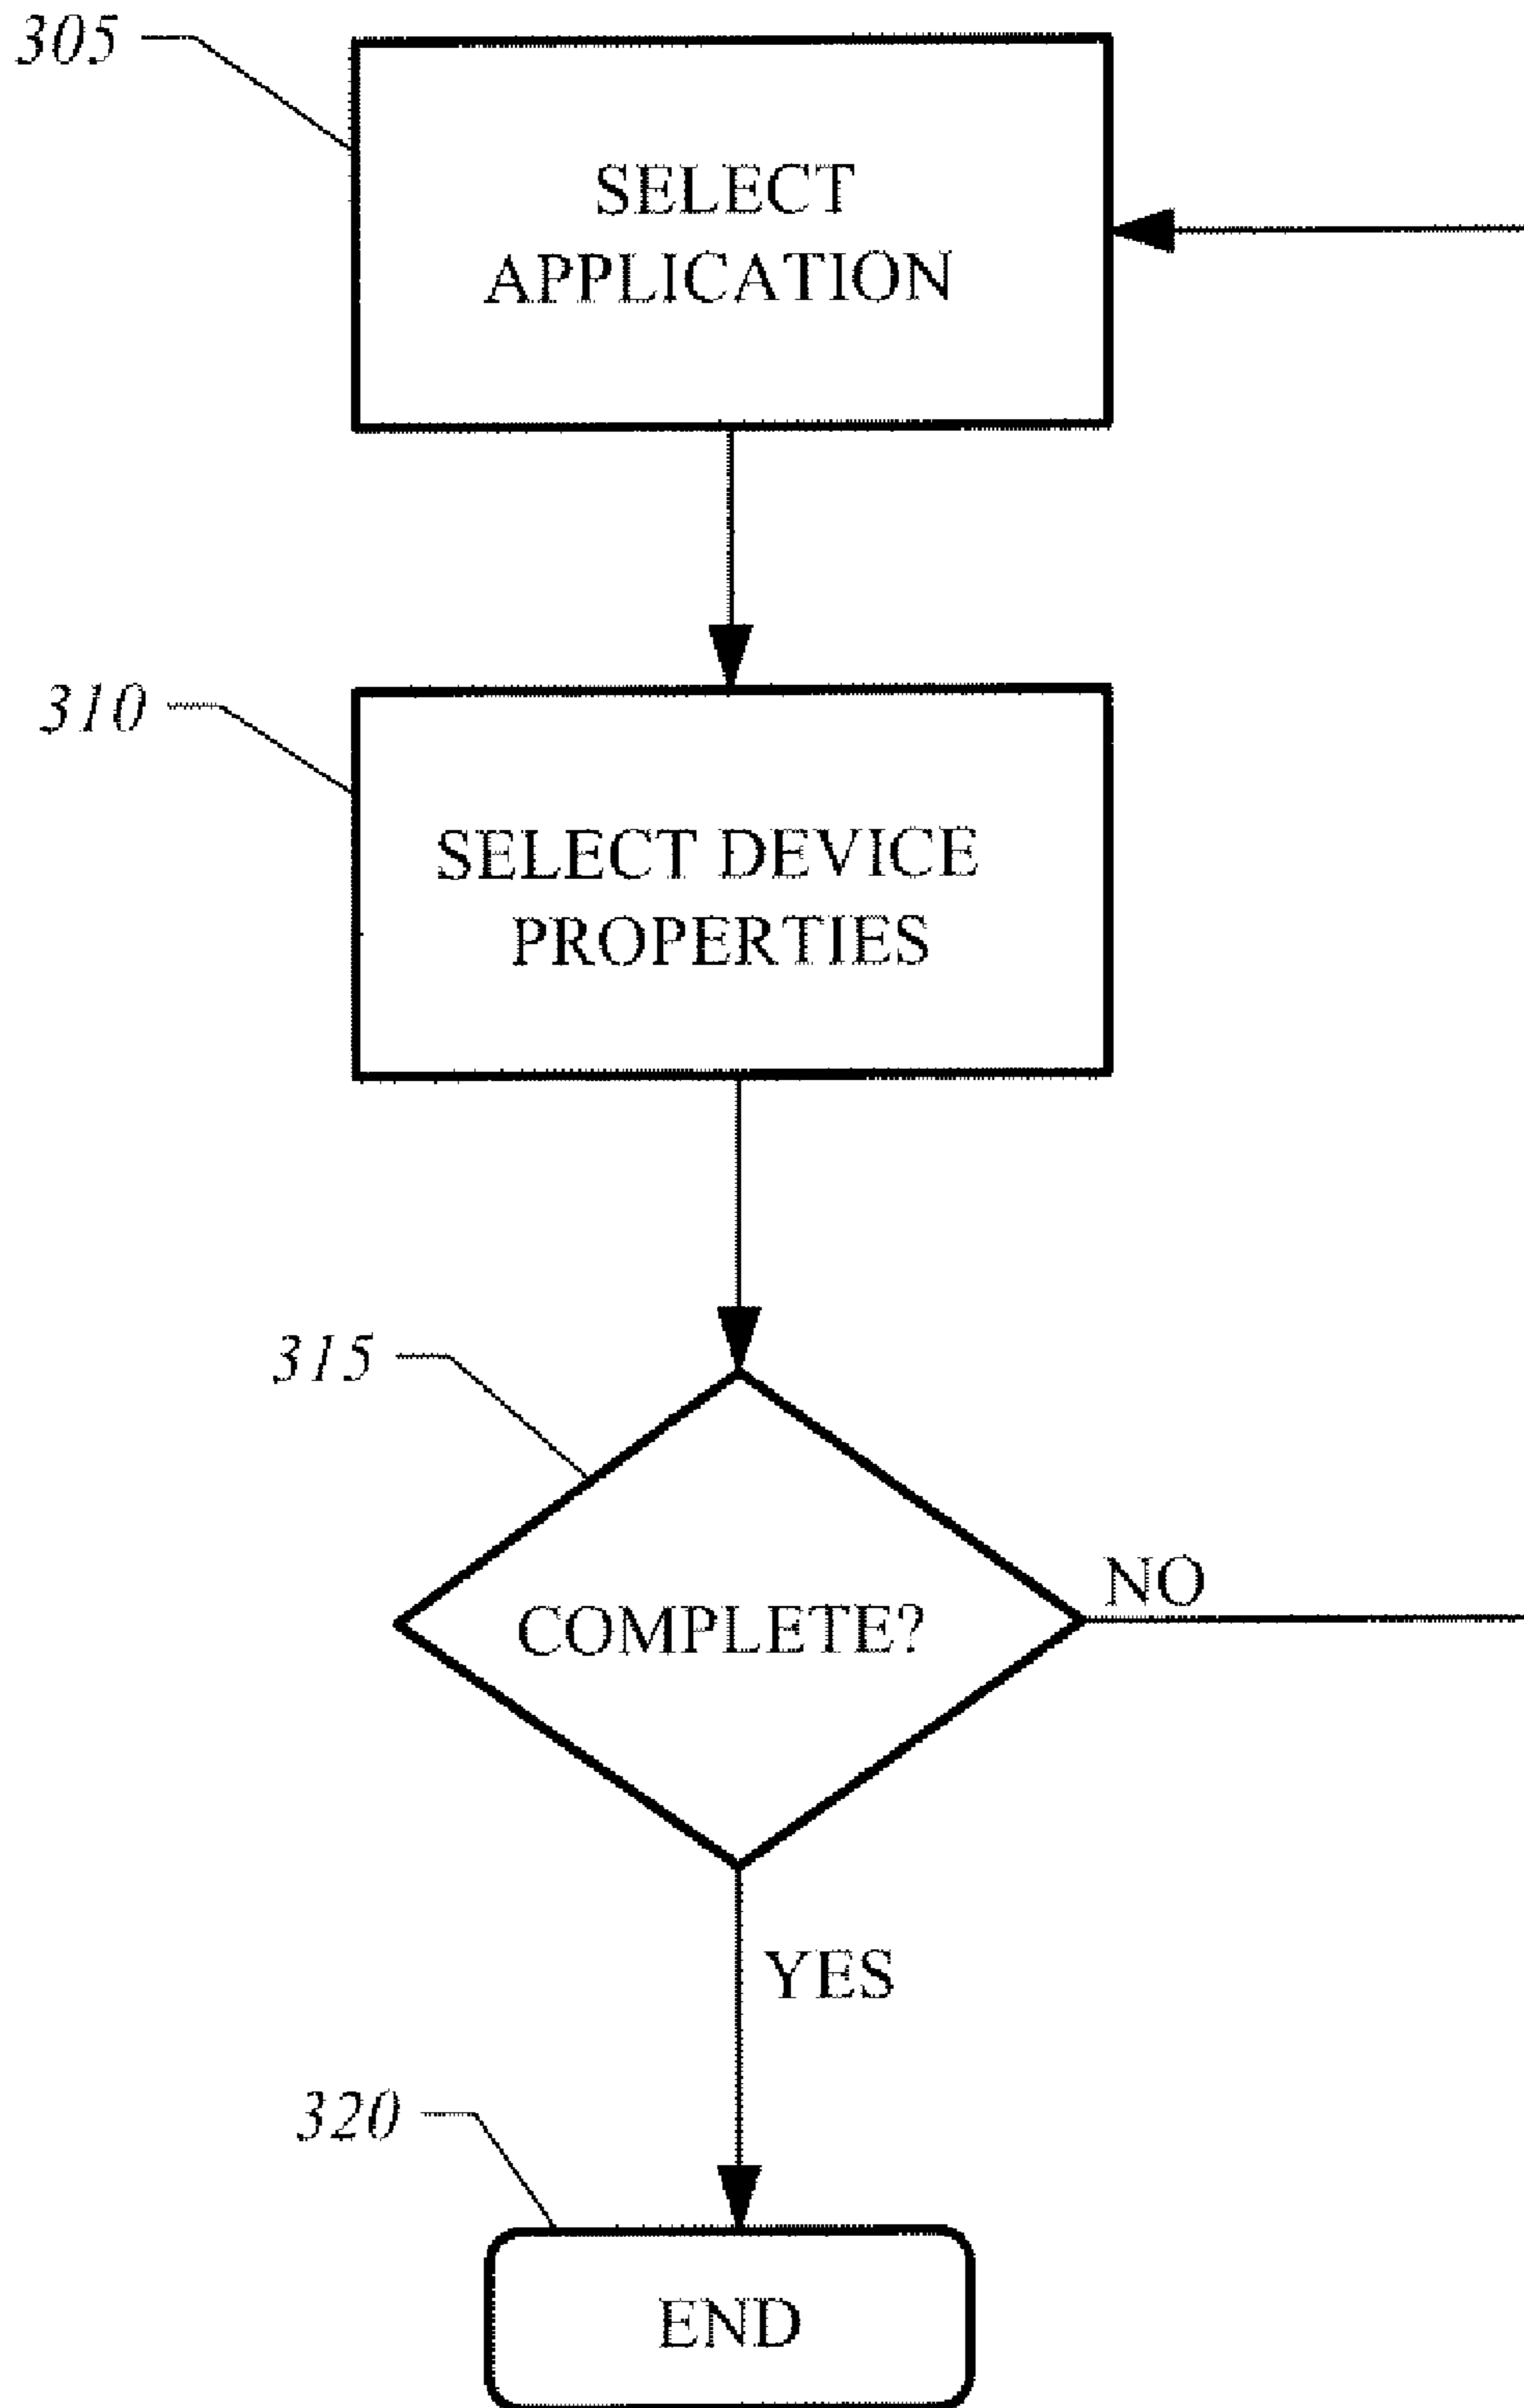 305
SELECT
APPLICATION
310
SELECT DEVICE
PROPERTIES
315
COMPLETE?
NO
YES
320
END